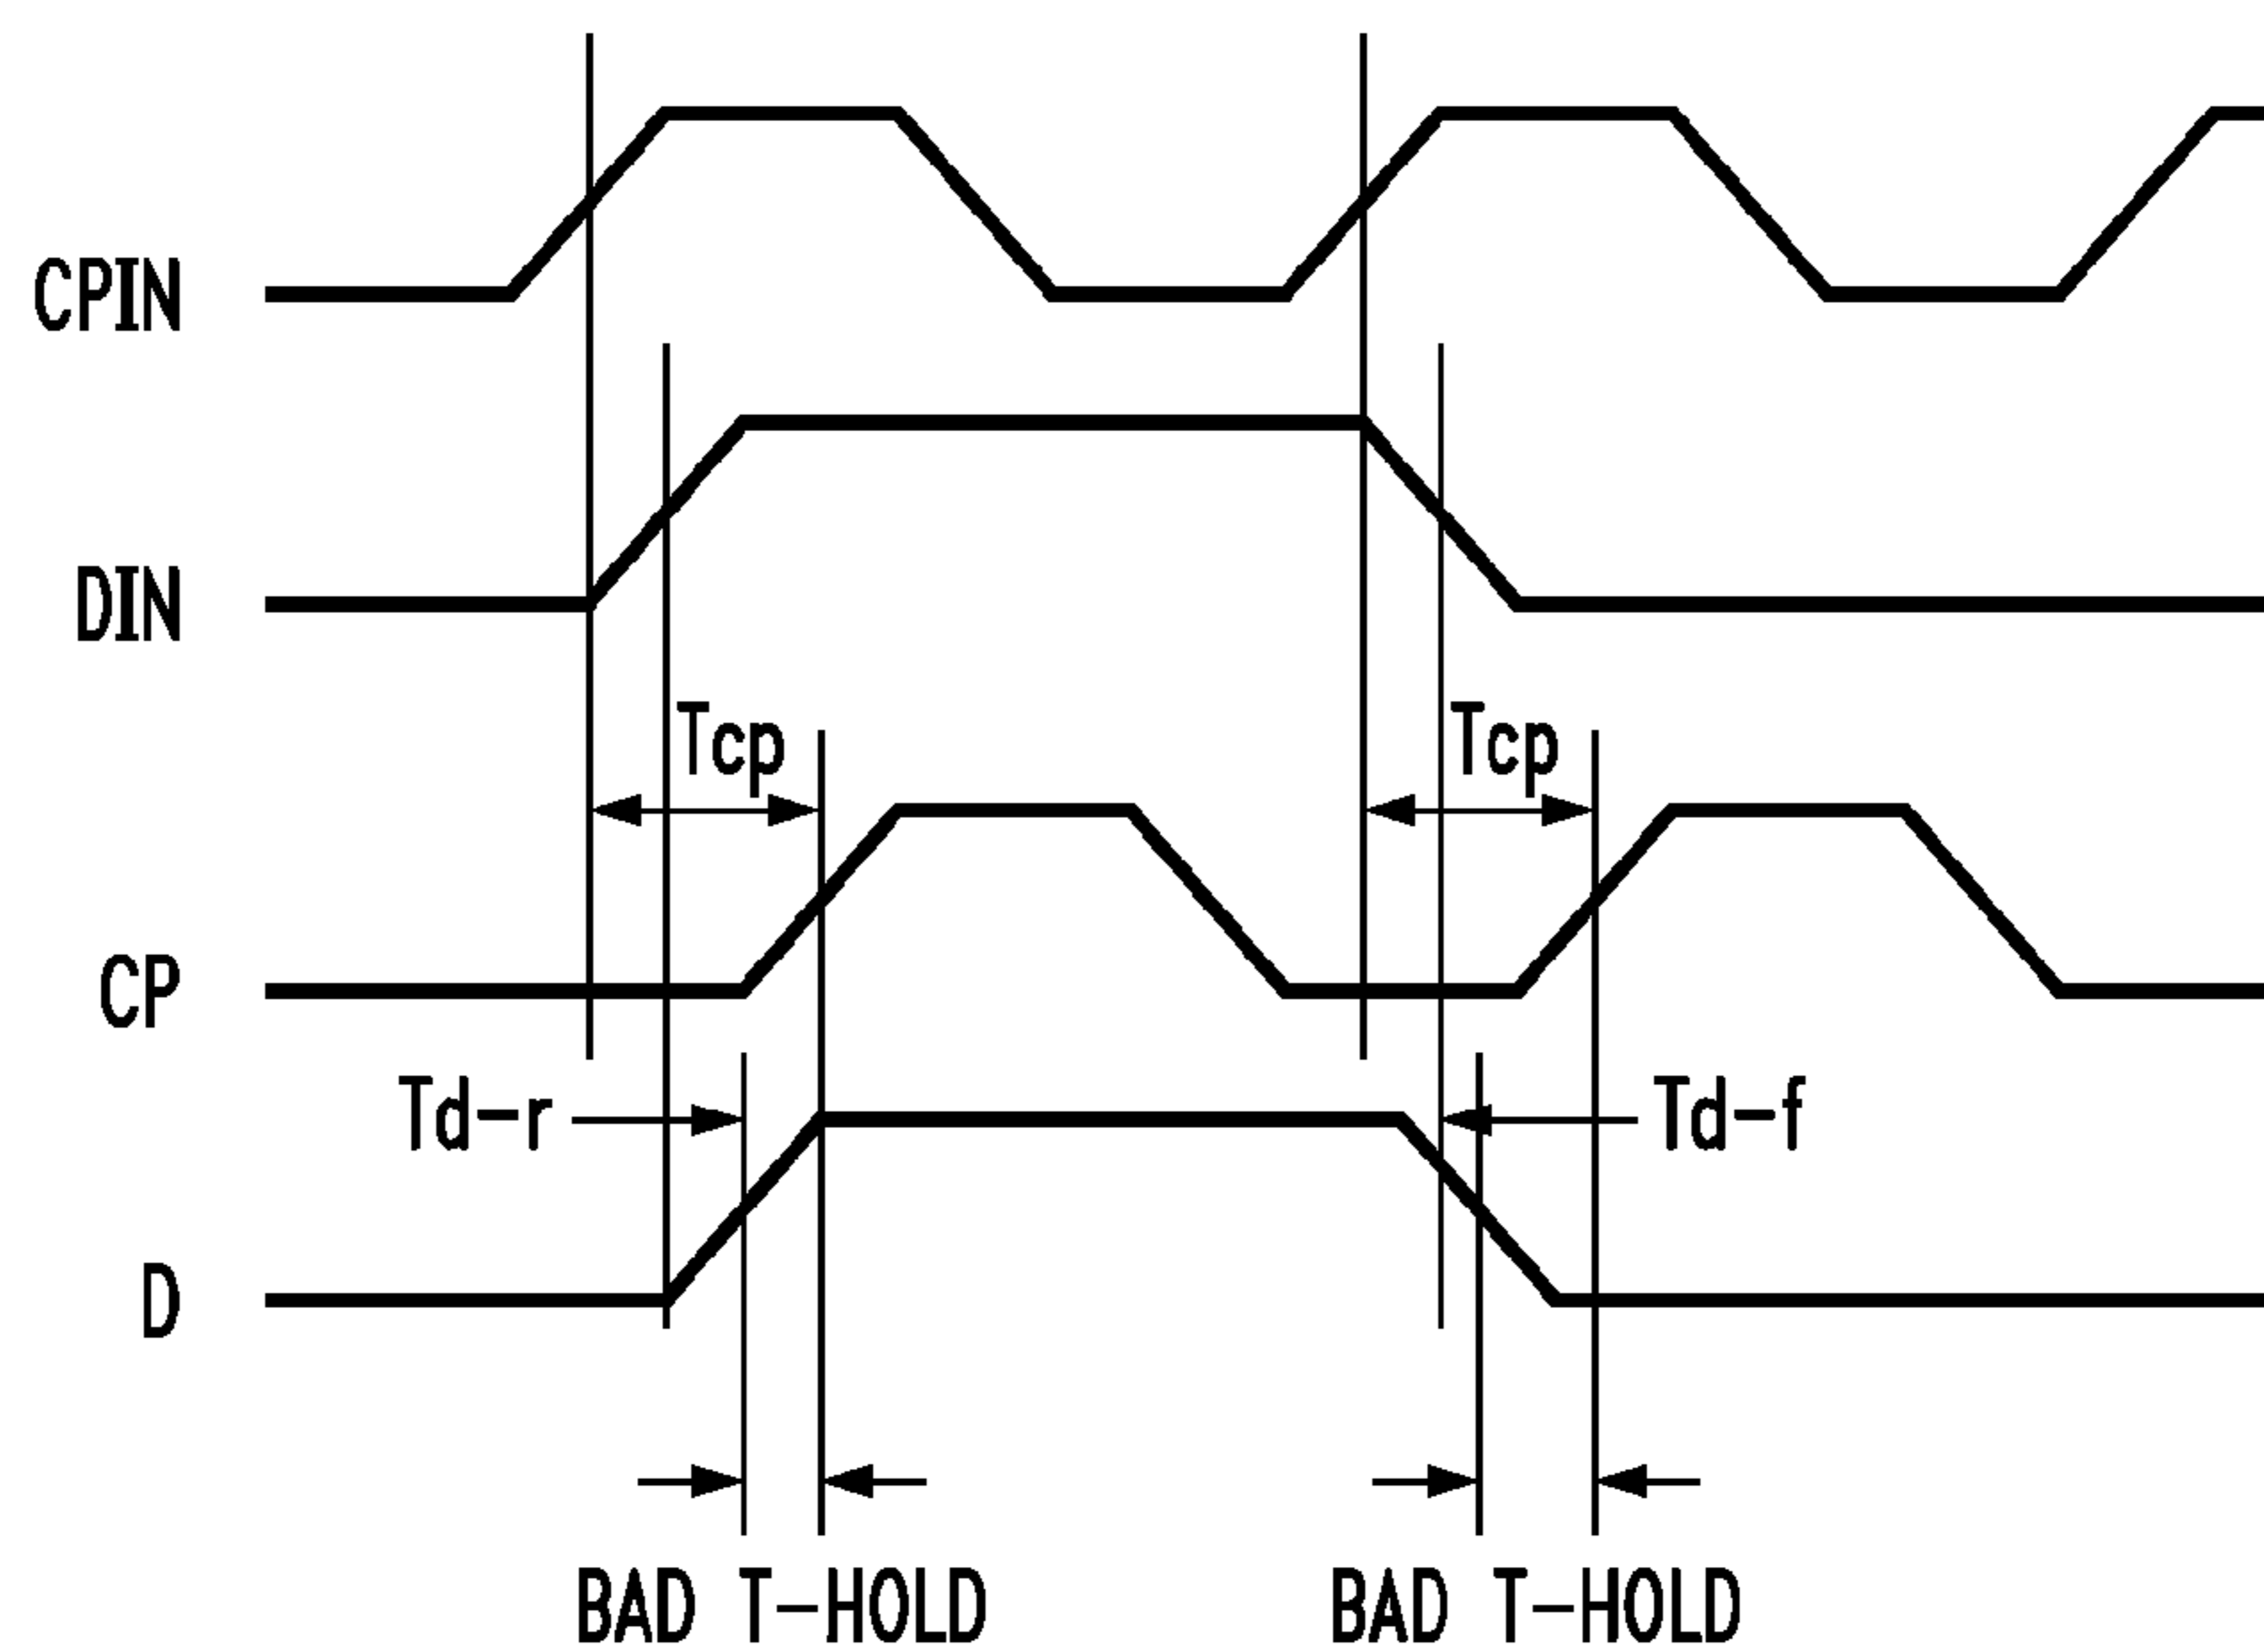 CPIN
DIN
Tcp Tcp
CP
Td-r Td-f
D
BAD T-HOLD BAD T-HOLD